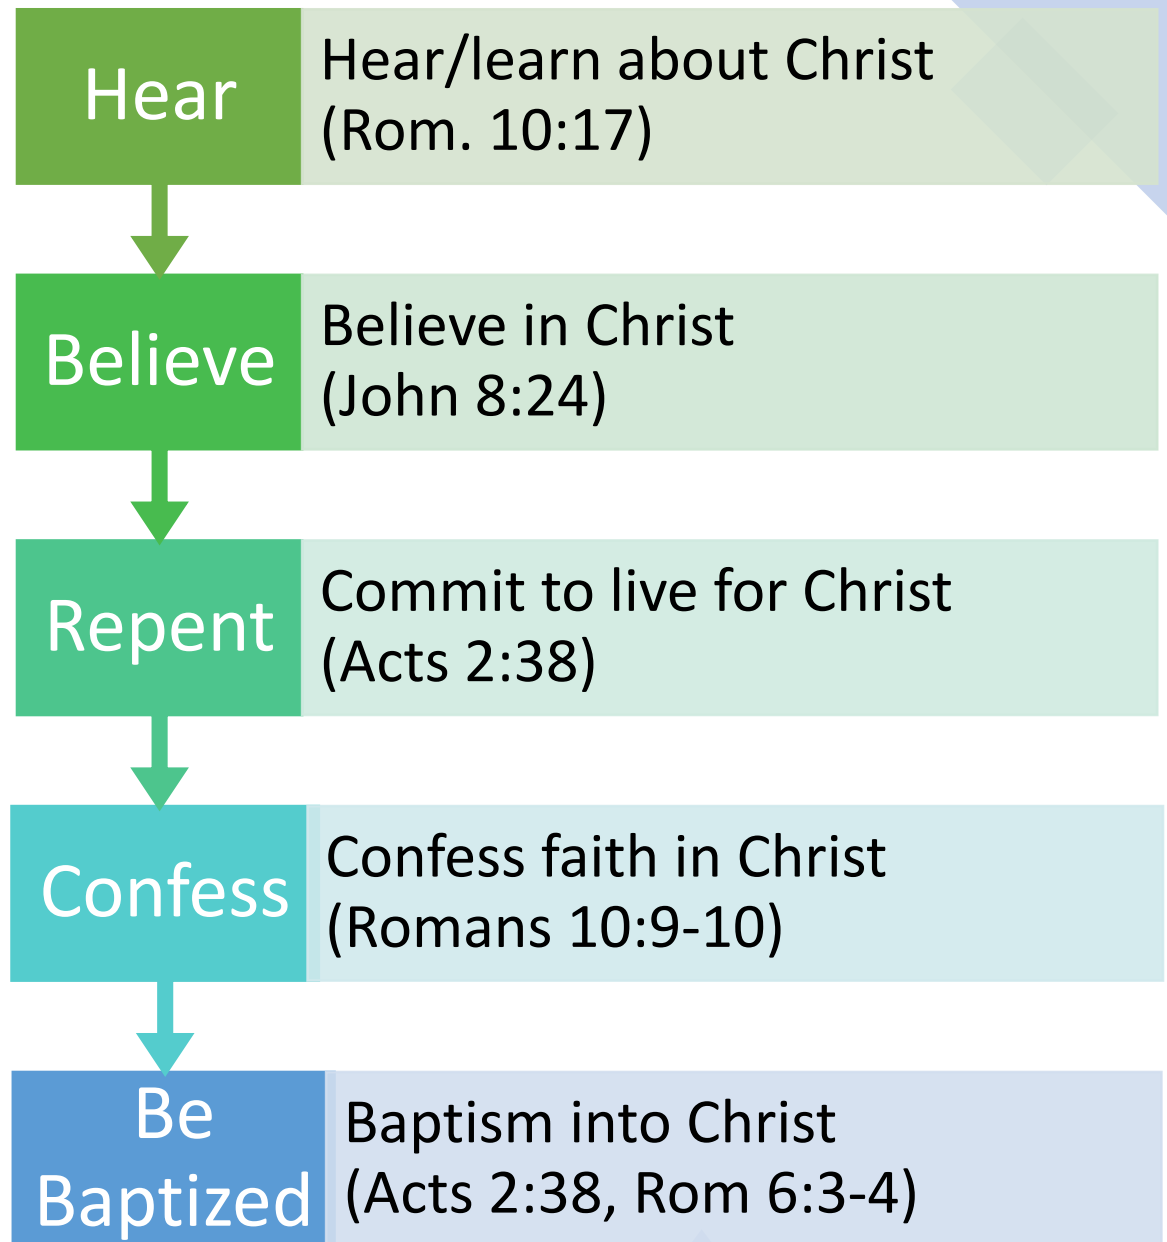 Hear
Hear/learn about Christ
(Rom. 10:17)
Believe
Believe in Christ
(John 8:24)
Repent
Commit to live for Christ
(Acts 2:38)
Confess
Confess faith in Christ
(Romans 10:9-10)
Be
Baptized
Baptism into Christ
(Acts 2:38, Rom 6:3-4)